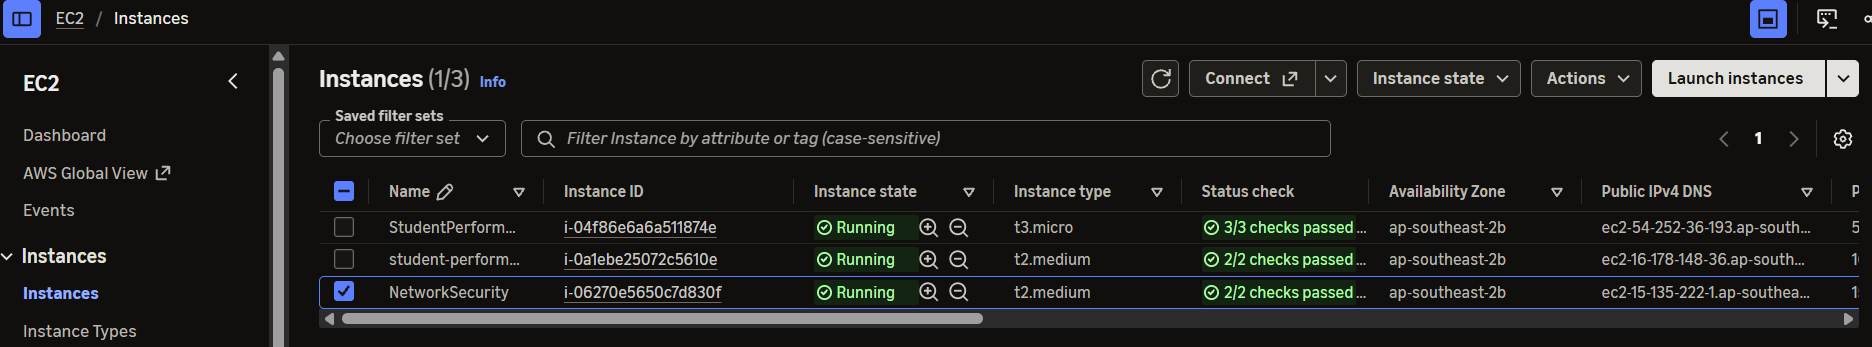 EC2 / Instances
EC2
Dashboard
AWS Global View
Events
Instances
Instances
Instance Types
Instances (1/3) Info
Connect
Instance state
Actions
Launch instances
Saved filter sets
Choose filter set
Filter Instance by attribute or tag (case-sensitive)
1
Name Instance ID Instance state Instance type Status check Availability Zone Public IPv4 DNS P
StudentPerform... i-04f86e6a6a511874e Running t3.micro 3/3 checks passed ... ap-southeast-2b ec2-54-252-36-193.ap-south... 5
student-perform... i-0a1ebe25072c5610e Running t2.medium 2/2 checks passed ... ap-southeast-2b ec2-16-178-148-36.ap-south... 1
NetworkSecurity i-06270e5650c7d830f Running t2.medium 2/2 checks passed ... ap-southeast-2b ec2-15-135-222-1.ap-southea... 1